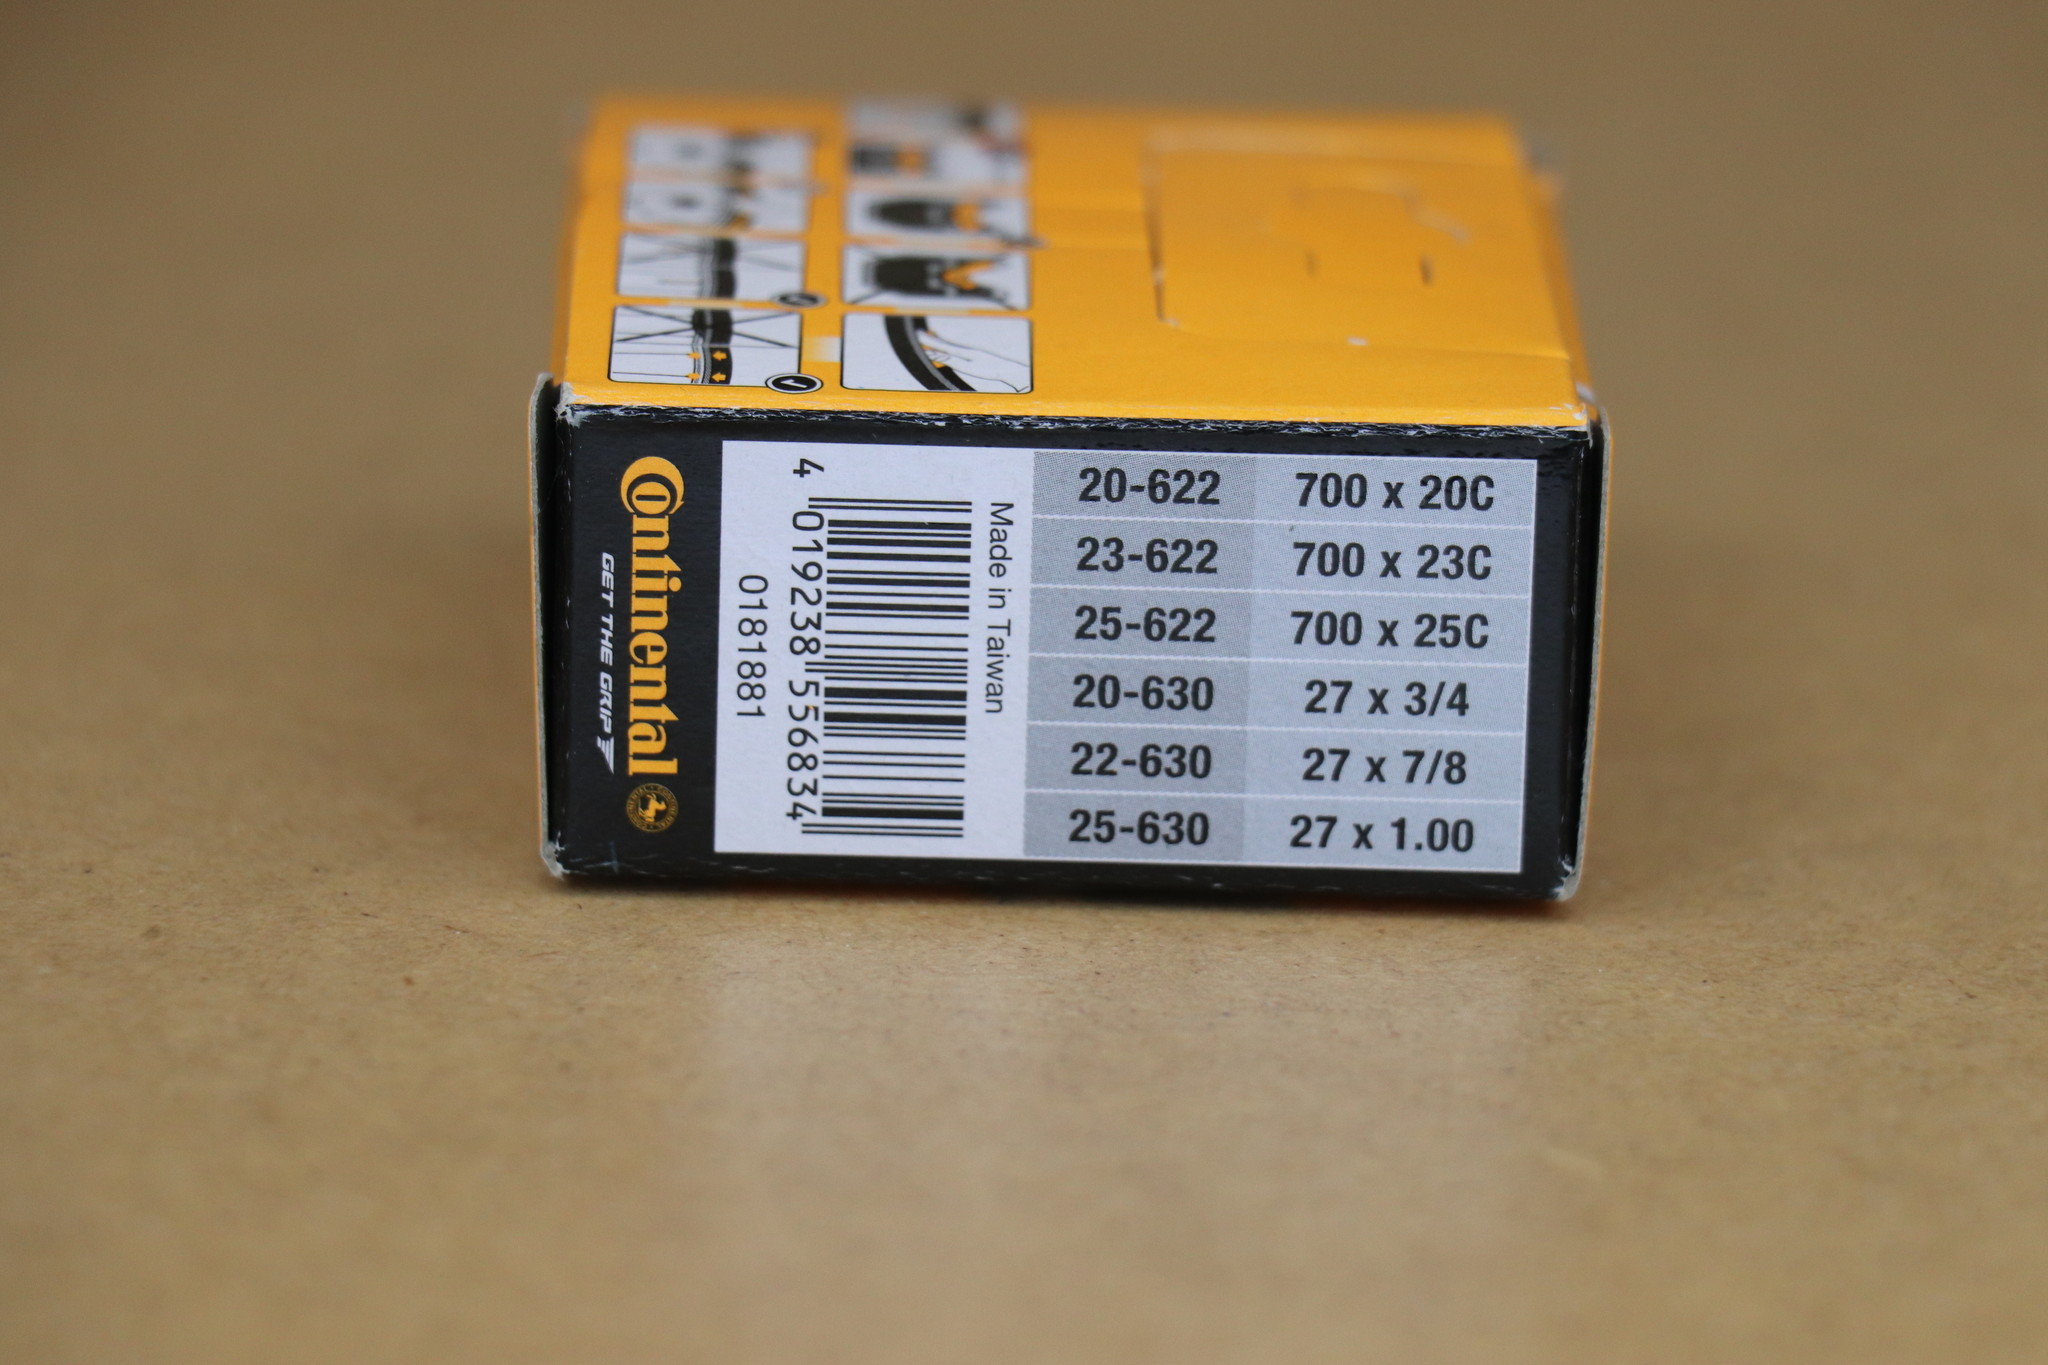 Continental
GET THE GRIP
0181881
4 019238 556834
Made in Taiwan
20-622 700 x 20C
23-622 700 x 23C
25-622 700 x 25C
20-630 27 x 3/4
22-630 27 x 7/8
25-630 27 x 1.00